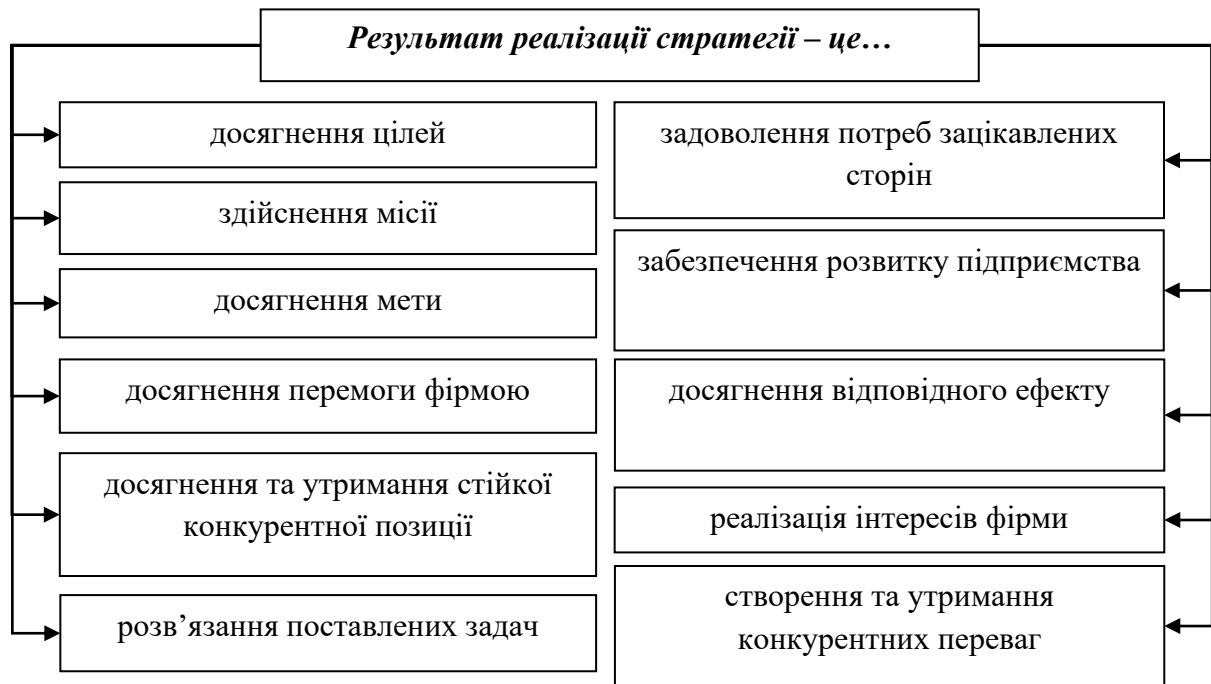 Результат реалізації стратегії – це…
досягнення цілей
здійснення місії
досягнення мети
досягнення перемоги фірмою
досягнення та утримання стійкої
конкурентної позиції
розв’язання поставлених задач
задоволення потреб зацікавлених
сторін
забезпечення розвитку підприємства
досягнення відповідного ефекту
реалізація інтересів фірми
створення та утримання
конкурентних переваг